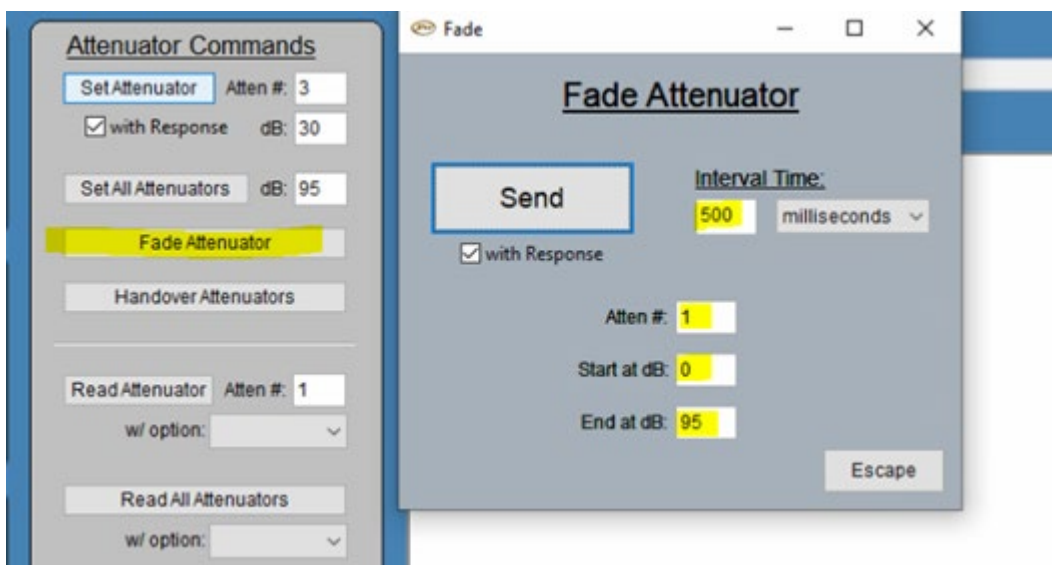 Attenuator Commands
Set Attenuator Atten #: 3
with Response dB: 30
Set All Attenuators dB: 95
Fade Attenuator
Handover Attenuators
Read Attenuator Atten #: 1
w/ option:
Read All Attenuators
w/ option:
Fade
Fade Attenuator
Send
with Response
Interval Time:
500 milliseconds
Atten #: 1
Start at dB: 0
End at dB: 95
Escape